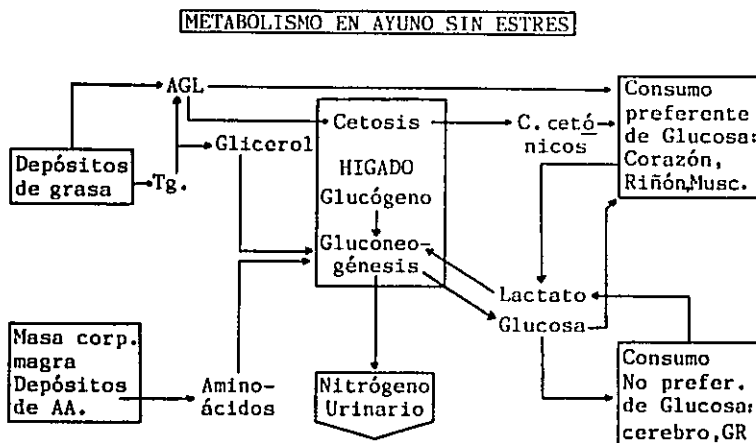 METABOLISMO EN AYUNO SIN ESTRES
AGL
Depósitos
de grasa
Tg.
Glicerol
Cetosis
HIGADO
Glucógeno
Gluconeo-
génesis
C. cetó
nicos
Consumo
preferente
de Glucosa:
Corazón,
Riñón,Musc.
Lactato
Glucosa
Masa corp.
magra
Depósitos
de AA.
Amino-
ácidos
Nitrógeno
Urinario
Consumo
No prefer.
de Glucosa:
cerebro,GR